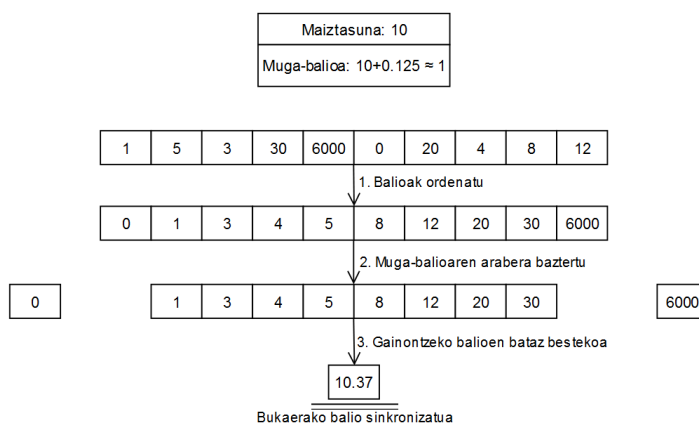 Maiztasuna: 10
Muga-balioa: 10+0.125 ≈ 1
1 5 3 30 6000 0 20 4 8 12
1. Balioak ordenatu
0 1 3 4 5 8 12 20 30 6000
2. Muga-balioaren arabera baztertu
0 1 3 4 5 8 12 20 30 6000
3. Gainontzeko balioen bataz bestekoa
10.37
Bukaerako balio sinkronizatua